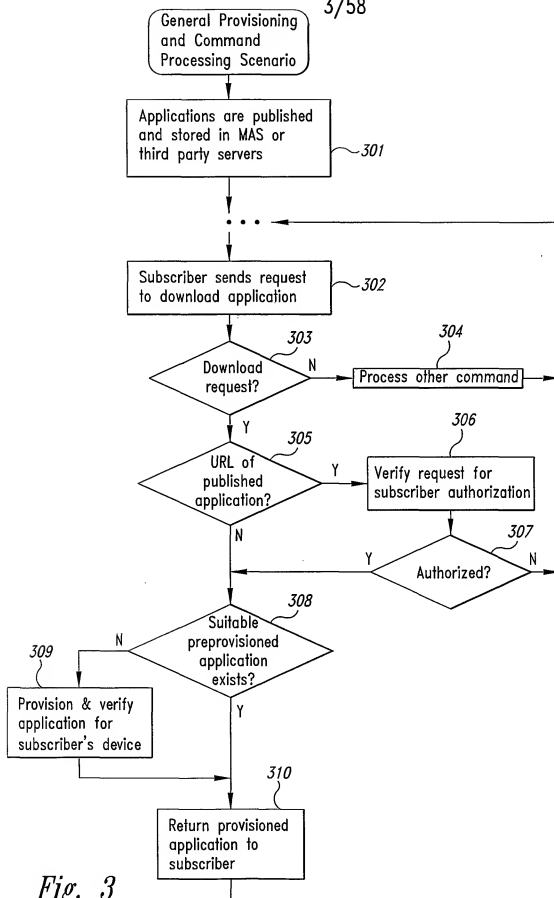 3/58
General Provisioning
and Command
Processing Scenario
Applications are published
and stored in MAS or
third party servers
301
Subscriber sends request
to download application
302
303
Download
request?
N
304
Process other command
Y
305
URL of
published
application?
Y
306
Verify request for
subscriber authorization
N
307
Y
Authorized?
N
308
Suitable
preprovisioned
application
exists?
N
309
Provision & verify
application for
subscriber's device
Y
310
Return provisioned
application to
subscriber
Fig. 3